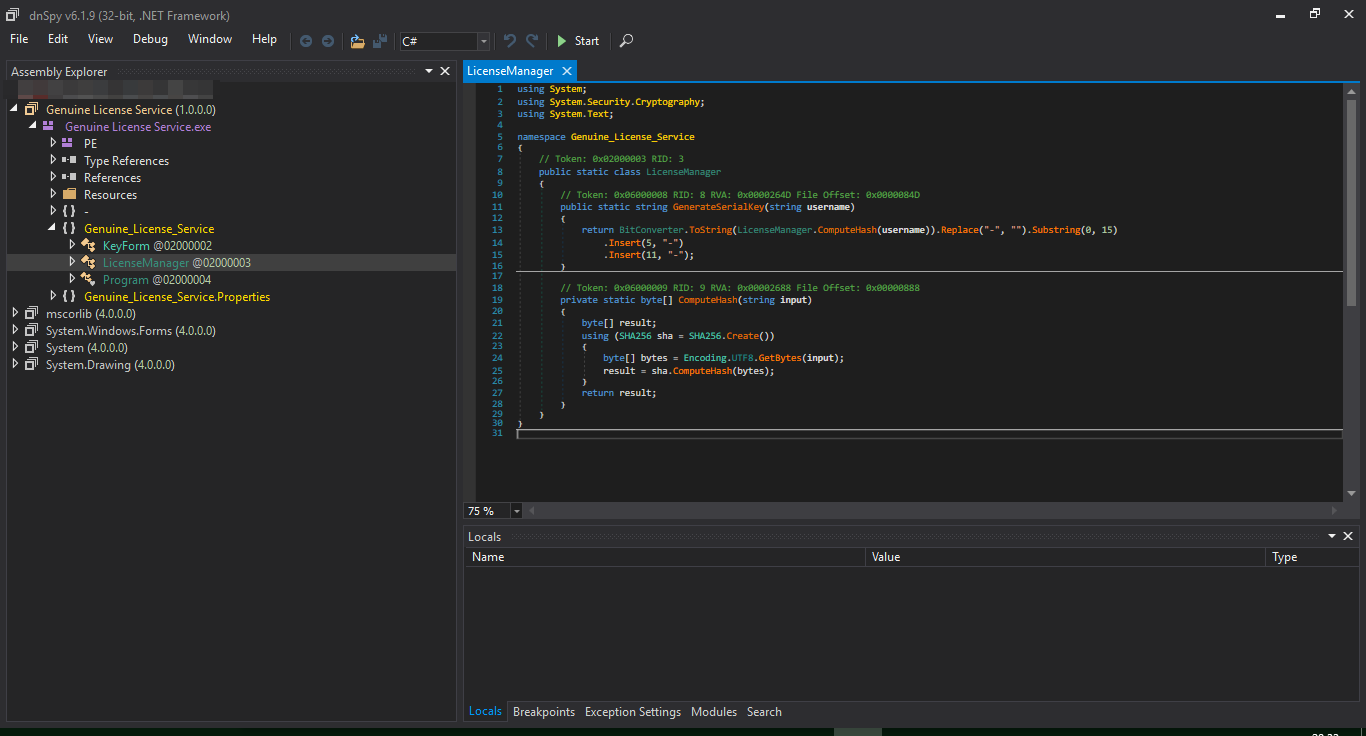 dnSpy v6.1.9 (32-bit, .NET Framework)
File Edit View Debug Window Help C# Start
Assembly Explorer
Genuine License Service (1.0.0.0)
Genuine License Service.exe
PE
Type References
References
Resources
{ } -
{ } Genuine_License_Service
KeyForm @02000002
LicenseManager @02000003
Program @02000004
{ } Genuine_License_Service.Properties
mscorlib (4.0.0.0)
System.Windows.Forms (4.0.0.0)
System (4.0.0.0)
System.Drawing (4.0.0.0)
LicenseManager
1 using System;
2 using System.Security.Cryptography;
3 using System.Text;
4
5 namespace Genuine_License_Service
6 {
7 // Token: 0x02000003 RID: 3
8 public static class LicenseManager
9 {
10 // Token: 0x06000008 RID: 8 RVA: 0x0000264D File Offset: 0x0000084D
11 public static string GenerateSerialKey(string username)
12 {
13 return BitConverter.ToString(LicenseManager.ComputeHash(username)).Replace("-", "").Substring(0, 15)
14 .Insert(5, "-")
15 .Insert(11, "-");
16 }
17
18 // Token: 0x06000009 RID: 9 RVA: 0x00002688 File Offset: 0x00000888
19 private static byte[] ComputeHash(string input)
20 {
21 byte[] result;
22 using (SHA256 sha = SHA256.Create())
23 {
24 byte[] bytes = Encoding.UTF8.GetBytes(input);
25 result = sha.ComputeHash(bytes);
26 }
27 return result;
28 }
29 }
30 }
31
75 %
Locals
Name Value Type
Locals Breakpoints Exception Settings Modules Search